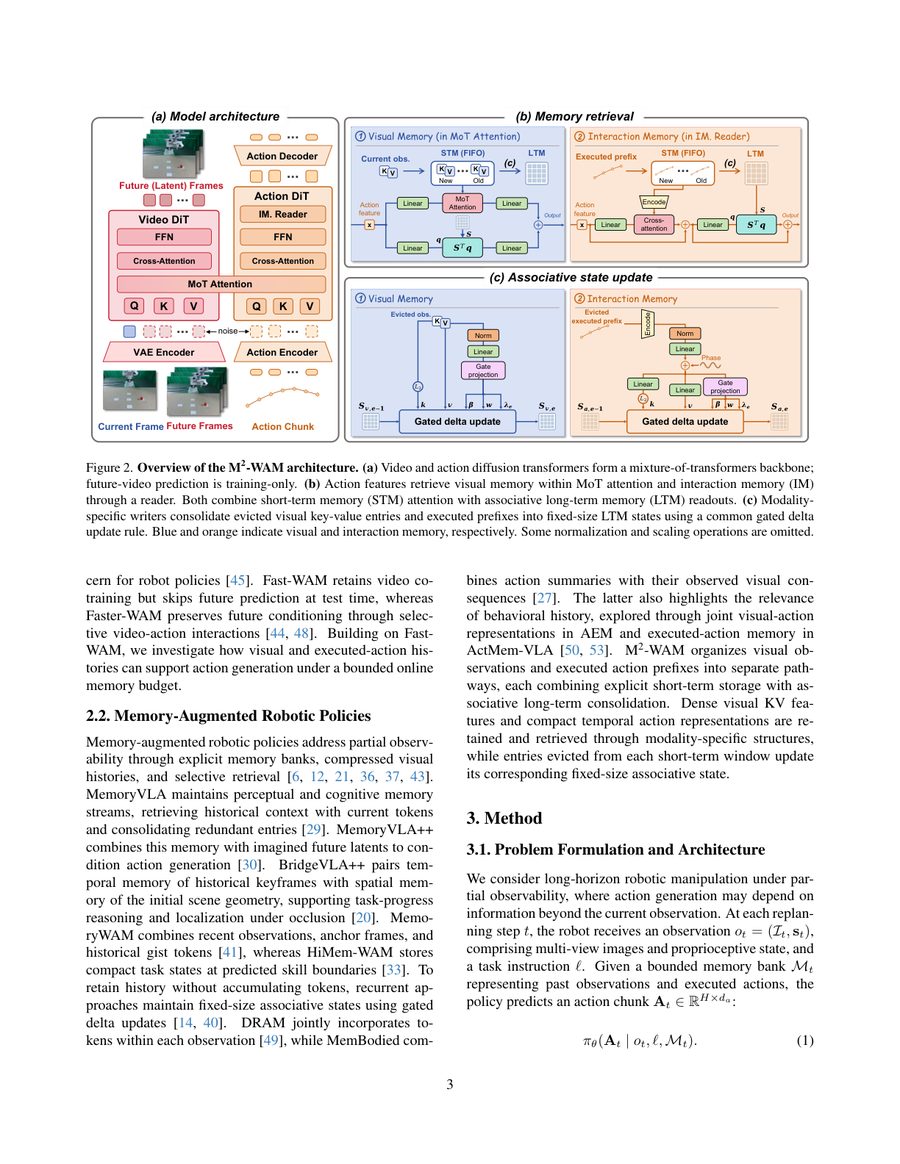 (a) Model architecture
Future (Latent) Frames
Action Decoder
Video DiT
FFN
Cross-Attention
Action DiT
IM. Reader
FFN
Cross-Attention
MoT Attention
Q K V
Q K V
noise
VAE Encoder
Action Encoder
Current Frame Future Frames
Action Chunk
(b) Memory retrieval
1 Visual Memory (in MoT Attention)
Current obs.
K V
STM (FIFO)
K V ··· K V
New Old
(c)
LTM
Action feature
x
Linear
MoT Attention
Linear
Output
S
Linear
q
SᵀQ
Linear
2 Interaction Memory (in IM. Reader)
Executed prefix
STM (FIFO)
New Old
(c)
LTM
Encode
Action feature
x
Linear
Cross-attention
Linear
q
S
Sᵀq
Output
(c) Associative state update
1 Visual Memory
Evicted obs.
K V
Norm
Linear
Gate projection
L₂
k v β w λₑ
Sᵥ,ₑ₋₁
Gated delta update
Sᵥ,ₑ
2 Interaction Memory
Evicted executed prefix
Encode
Norm
Linear
Phase
Linear
Linear
Gate projection
L₂
k v β w λₑ
Sₐ,ₑ₋₁
Gated delta update
Sₐ,ₑ
Figure 2. Overview of the M²-WAM architecture. (a) Video and action diffusion transformers form a mixture-of-transformers backbone;
future-video prediction is training-only. (b) Action features retrieve visual memory within MoT attention and interaction memory (IM)
through a reader. Both combine short-term memory (STM) attention with associative long-term memory (LTM) readouts. (c) Modality-
specific writers consolidate evicted visual key-value entries and executed prefixes into fixed-size LTM states using a common gated delta
update rule. Blue and orange indicate visual and interaction memory, respectively. Some normalization and scaling operations are omitted.
cern for robot policies [45]. Fast-WAM retains video co-
training but skips future prediction at test time, whereas
Faster-WAM preserves future conditioning through selec-
tive video-action interactions [44, 48]. Building on Fast-
WAM, we investigate how visual and executed-action his-
tories can support action generation under a bounded online
memory budget.
2.2. Memory-Augmented Robotic Policies
Memory-augmented robotic policies address partial observ-
ability through explicit memory banks, compressed visual
histories, and selective retrieval [6, 12, 21, 36, 37, 43].
MemoryVLA maintains perceptual and cognitive memory
streams, retrieving historical context with current tokens
and consolidating redundant entries [29]. MemoryVLA++
combines this memory with imagined future latents to con-
dition action generation [30]. BridgeVLA++ pairs tem-
poral memory of historical keyframes with spatial mem-
ory of the initial scene geometry, supporting task-progress
reasoning and localization under occlusion [20]. Memo-
ryWAM combines recent observations, anchor frames, and
historical gist tokens [41], whereas HiMem-WAM stores
compact task states at predicted skill boundaries [33]. To
retain history without accumulating tokens, recurrent ap-
proaches maintain fixed-size associative states using gated
delta updates [14, 40]. DRAM jointly incorporates to-
kens within each observation [49], while MemBodied com-
bines action summaries with their observed visual con-
sequences [27]. The latter also highlights the relevance
of behavioral history, explored through joint visual-action
representations in AEM and executed-action memory in
ActMem-VLA [50, 53]. M²-WAM organizes visual ob-
servations and executed action prefixes into separate path-
ways, each combining explicit short-term storage with as-
sociative long-term consolidation. Dense visual KV fea-
tures and compact temporal action representations are re-
tained and retrieved through modality-specific structures,
while entries evicted from each short-term window update
its corresponding fixed-size associative state.
3. Method
3.1. Problem Formulation and Architecture
We consider long-horizon robotic manipulation under par-
tial observability, where action generation may depend on
information beyond the current observation. At each replan-
ning step t, the robot receives an observation oₜ = (ℐₜ, sₜ),
comprising multi-view images and proprioceptive state, and
a task instruction ℓ. Given a bounded memory bank ℳₜ
representing past observations and executed actions, the
policy predicts an action chunk Aₜ ∈ ℝ^{H×dₐ}:
πθ(Aₜ | oₜ, ℓ, ℳₜ). (1)
3